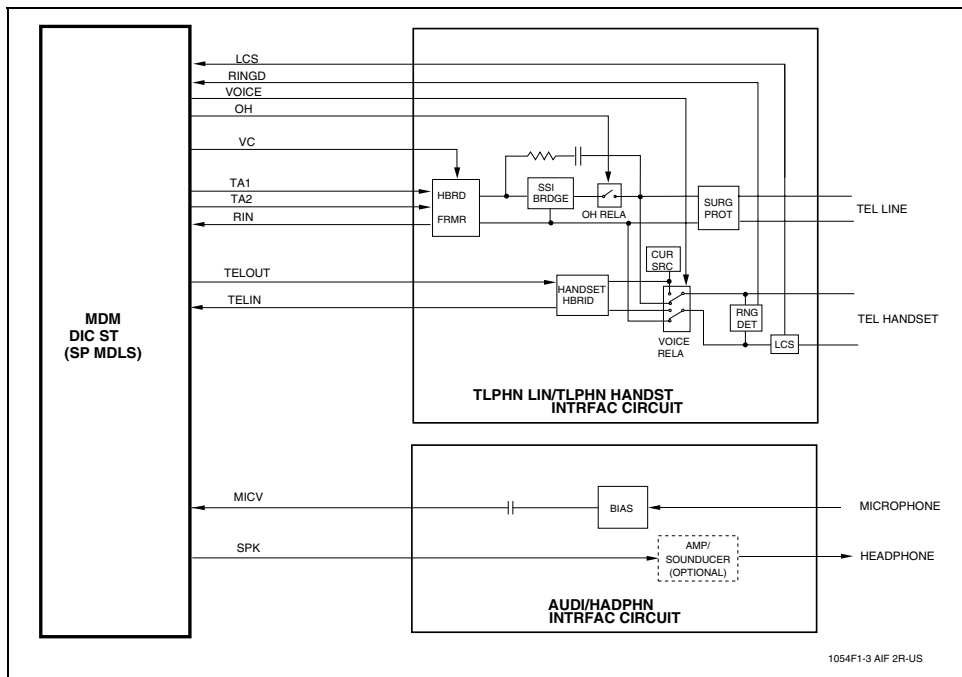 LCS
RINGD
VOICE
OH
VC
TA1
TA2
RIN
TELOUT
TELIN
MDM
DIC ST
(SP MDLS)
HBRD
FRMR
SSI
BRDGE
OH RELA
SURG
PROT
TEL LINE
CUR
SRC
HANDSET
HBRID
VOICE
RELA
RNG
DET
LCS
TEL HANDSET
TLPHN LIN/TLPHN HANDST
INTRFAC CIRCUIT
MICV
BIAS
MICROPHONE
SPK
AMP/
SOUNDUCER
(OPTIONAL)
HEADPHONE
AUDI/HADPHN
INTRFAC CIRCUIT
1054F1-3 AIF 2R-US